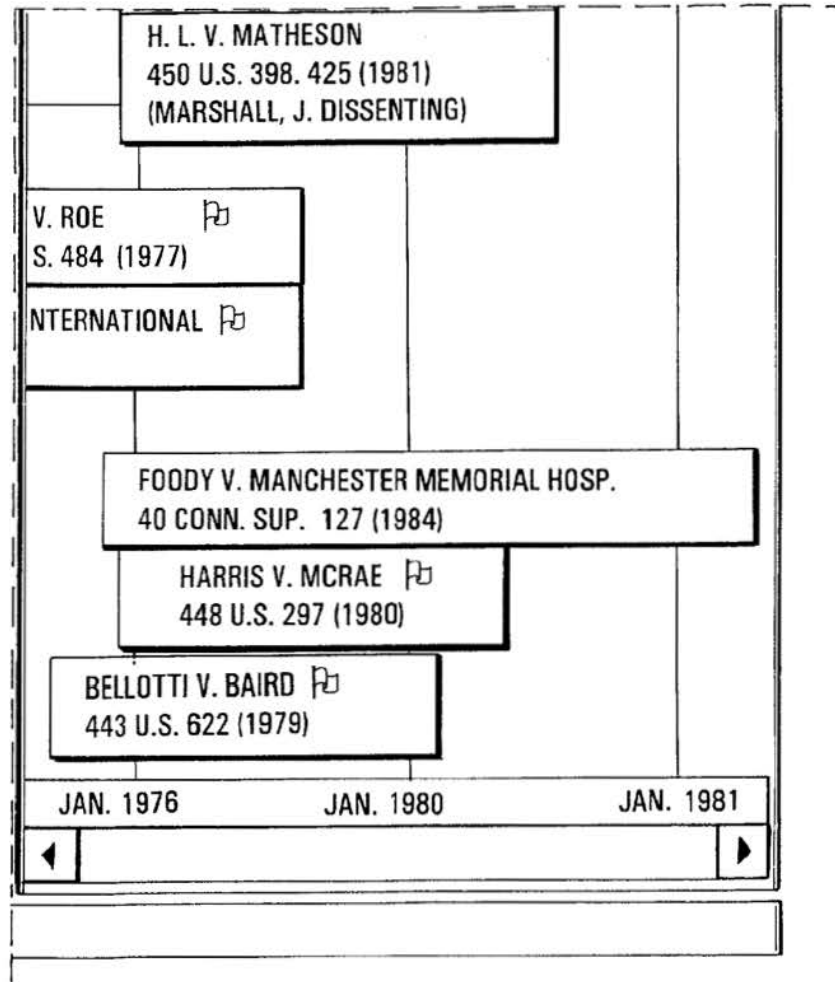 H. L. V. MATHESON
450 U.S. 398. 425 (1981)
(MARSHALL, J. DISSENTING)
V. ROE
S. 484 (1977)
NTERNATIONAL
FOODY V. MANCHESTER MEMORIAL HOSP.
40 CONN. SUP. 127 (1984)
HARRIS V. MCRAE
448 U.S. 297 (1980)
BELLOTTI V. BAIRD
443 U.S. 622 (1979)
JAN. 1976 JAN. 1980 JAN. 1981